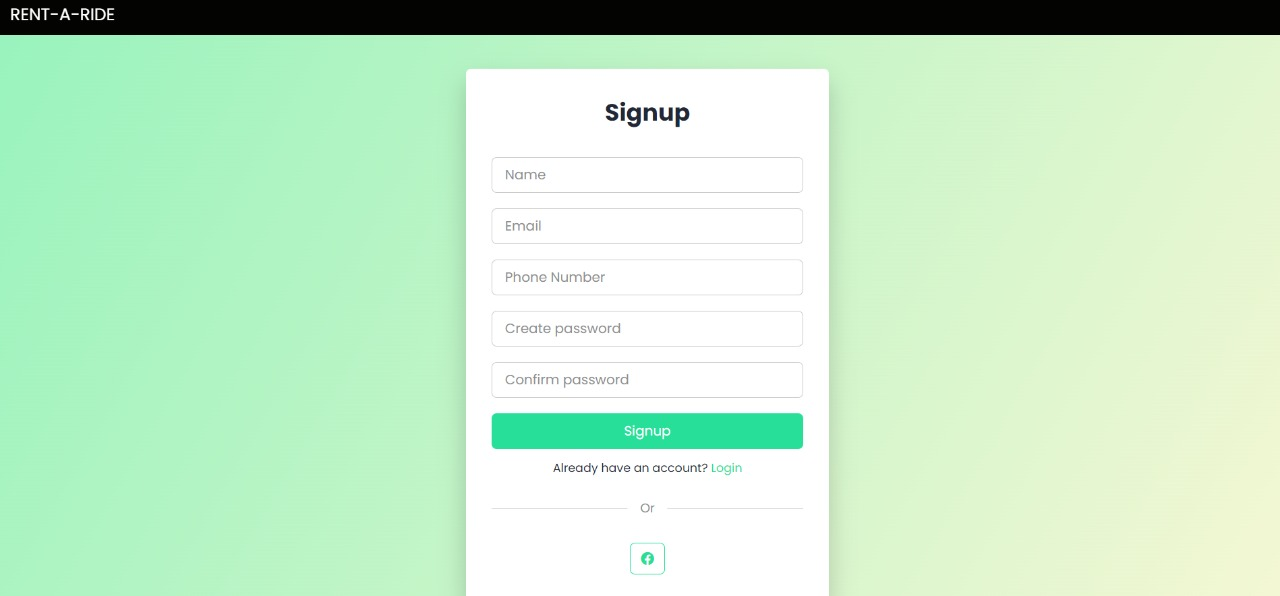 RENT-A-RIDE
Signup
Name
Email
Phone Number
Create password
Confirm password
Signup
Already have an account? Login
Or